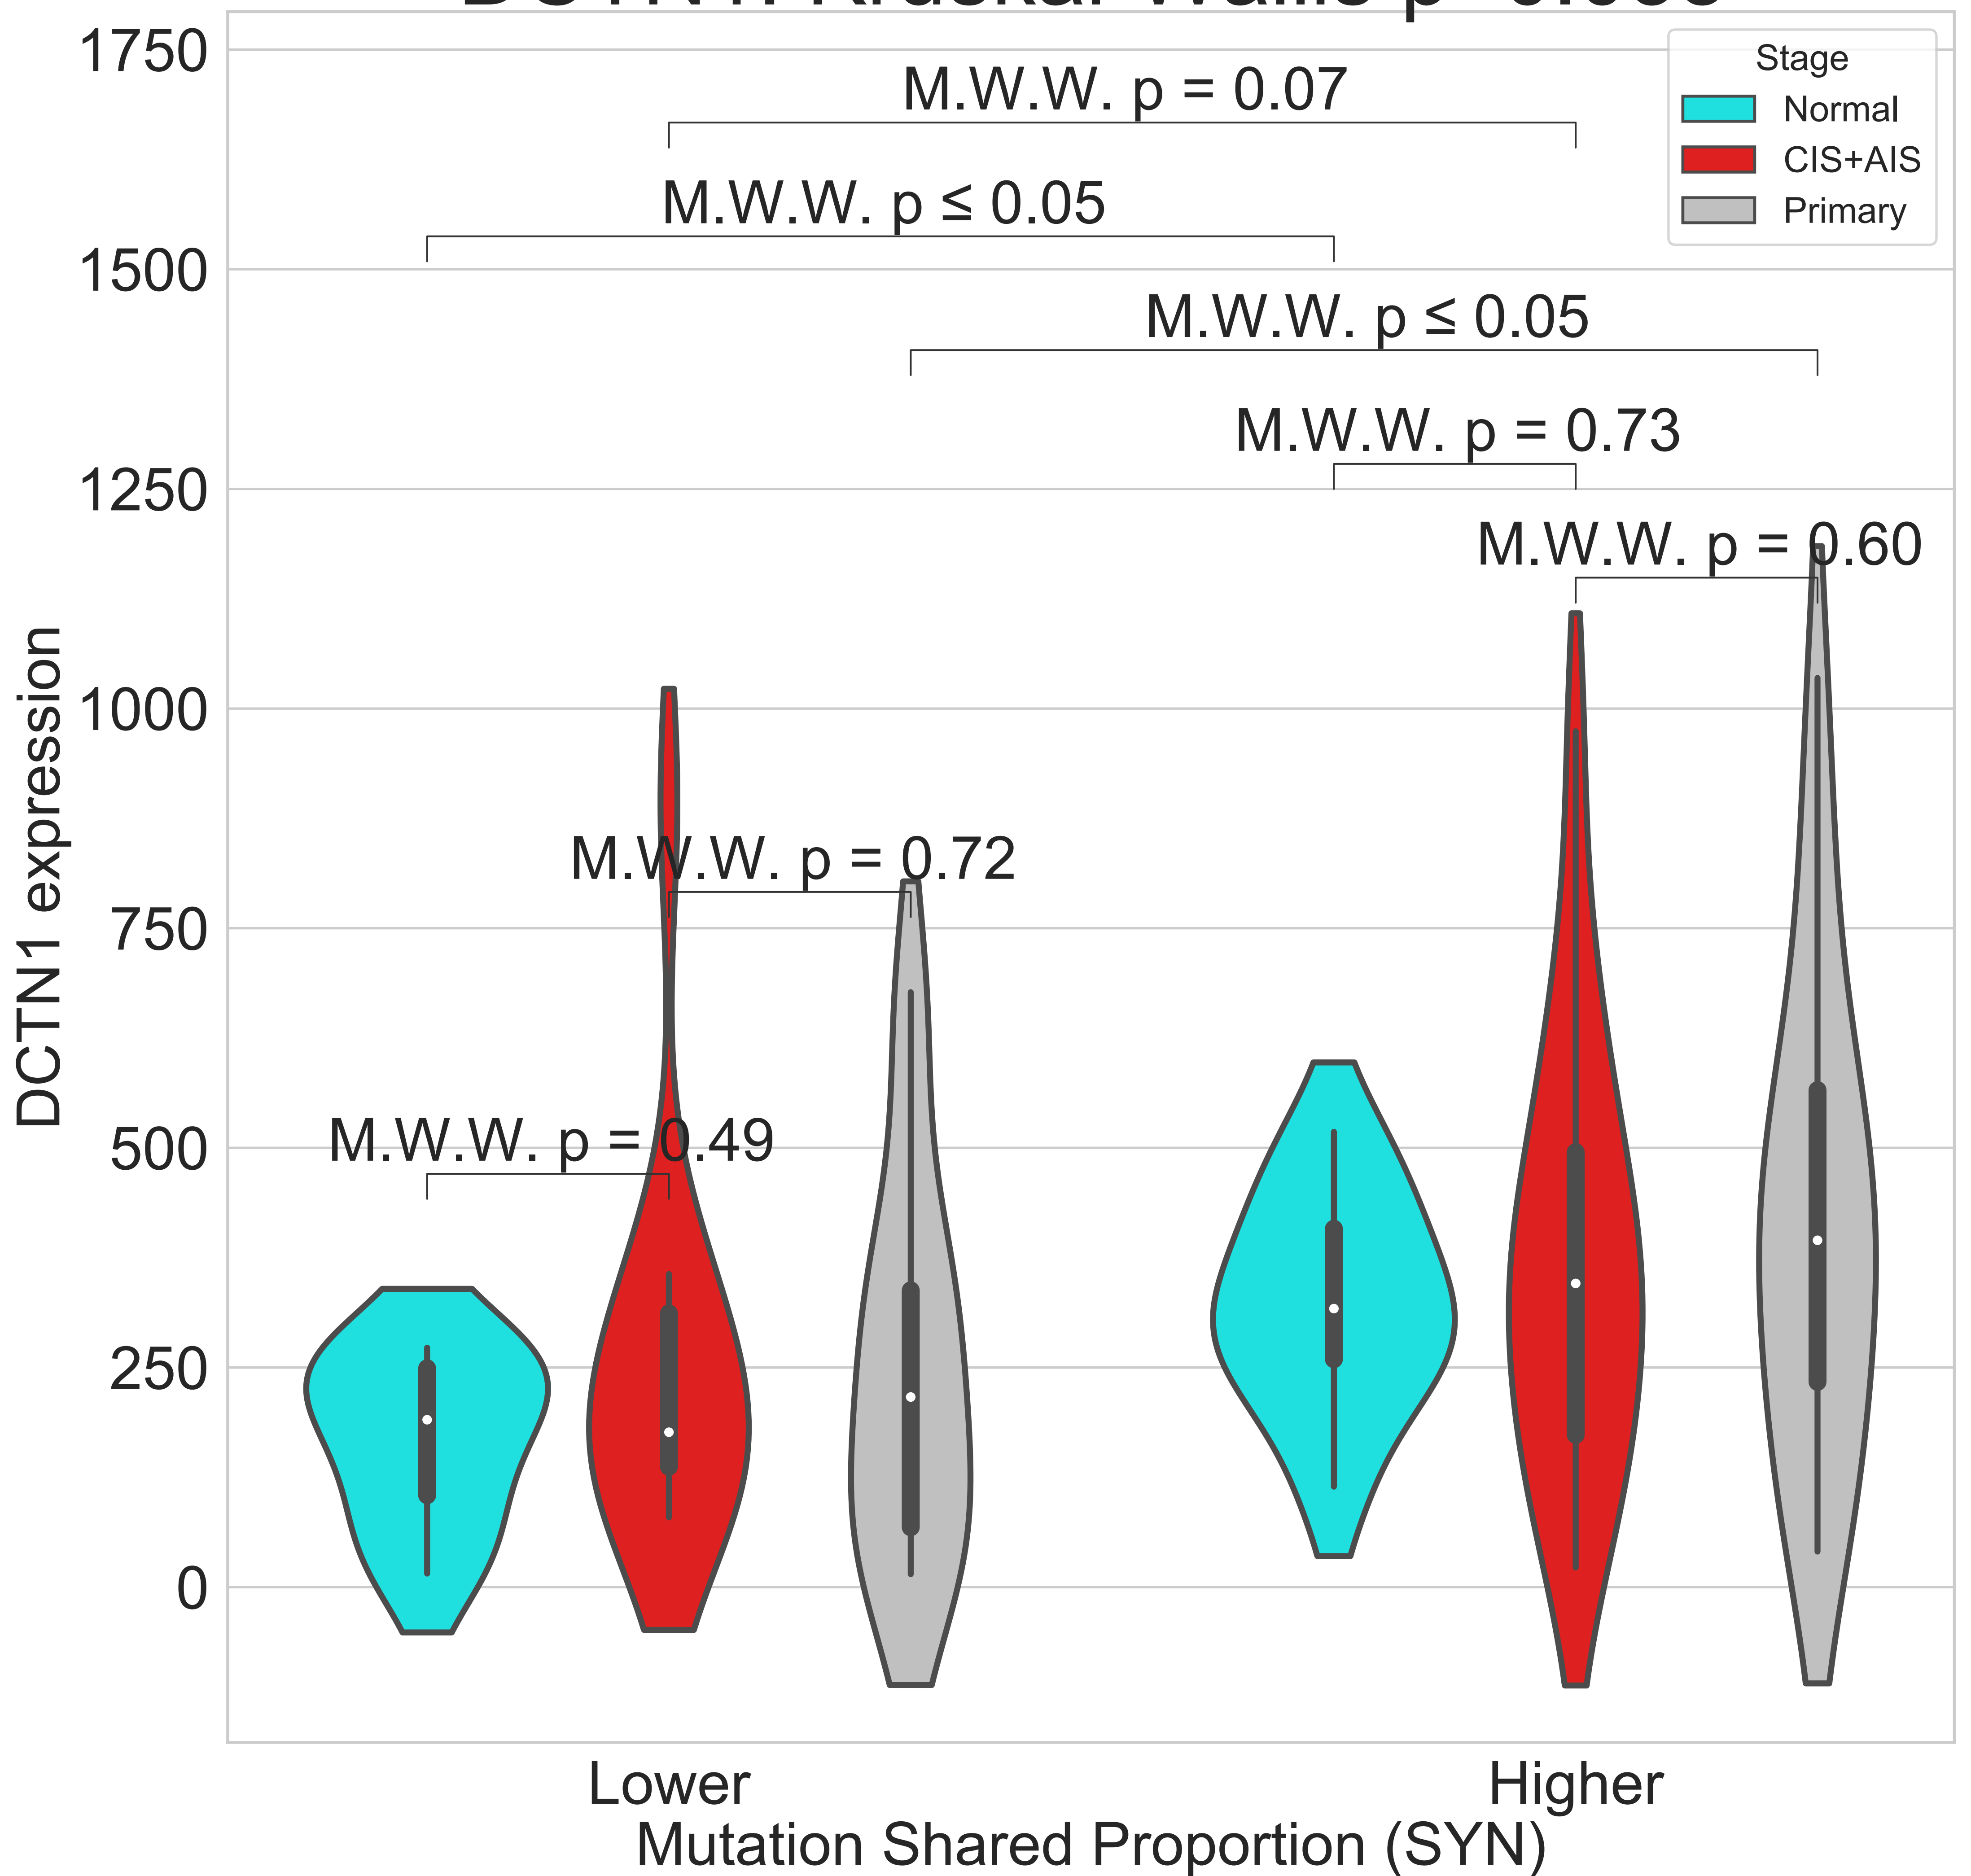 1750
1500
1250
1000
750
500
250
0
DCTN1 expression
M.W.W. p = 0.07
M.W.W. p ≤ 0.05
M.W.W. p ≤ 0.05
M.W.W. p = 0.73
M.W.W. p = 0.60
M.W.W. p = 0.72
M.W.W. p = 0.49
Stage
Normal
CIS+AIS
Primary
Lower
Higher
Mutation Shared Proportion (SYN)